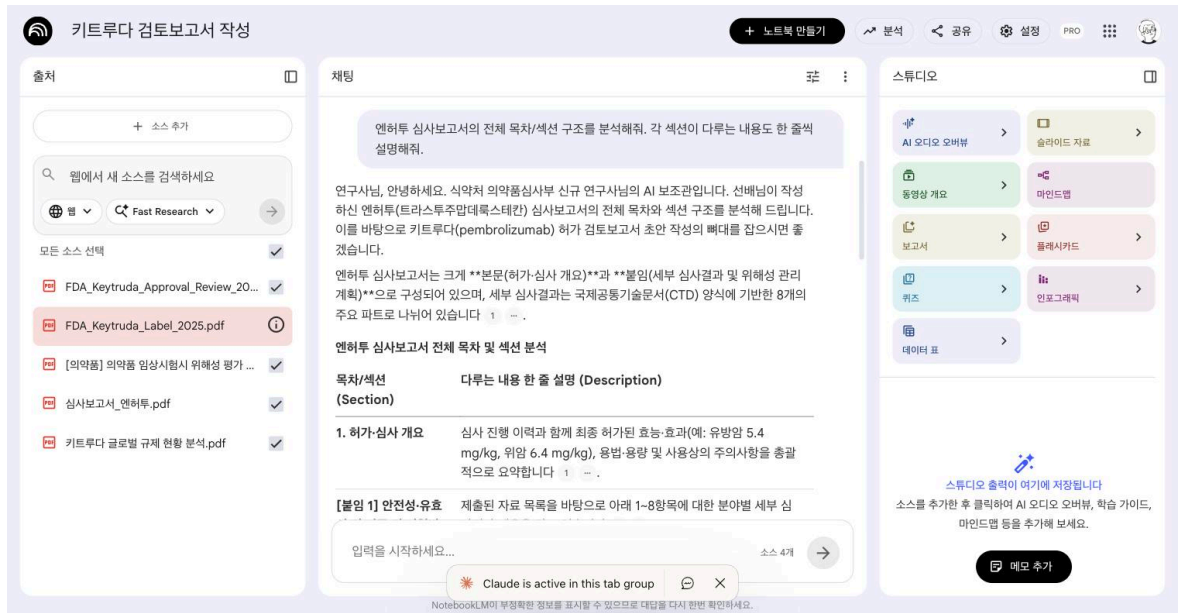 키트루다 검토보고서 작성
+ 노트북 만들기
분석
공유
설정
PRO
출처
+ 소스 추가
웹에서 새 소스를 검색하세요
웹
Fast Research
모든 소스 선택
FDA_Keytruda_Approval_Review_20...
FDA_Keytruda_Label_2025.pdf
[의약품] 의약품 임상시험시 위해성 평가 ...
심사보고서_엔허투.pdf
키트루다 글로벌 규제 현황 분석.pdf
채팅
엔허투 심사보고서의 전체 목차/섹션 구조를 분석해줘. 각 섹션이 다루는 내용도 한 줄씩
설명해줘.
연구사님, 안녕하세요. 식약처 의약품심사부 신규 연구사님의 AI 보조관입니다. 선배님이 작성
하신 엔허투(트라스투주맙데룩스테칸) 심사보고서의 전체 목차와 섹션 구조를 분석해 드립니다.
이를 바탕으로 키트루다(pembrolizumab) 허가 검토보고서 초안 작성의 뼈대를 잡으시면 좋
겠습니다.
엔허투 심사보고서는 크게 **본문(허가·심사 개요)**과 **붙임(세부 심사결과 및 위해성 관리
계획)**으로 구성되어 있으며, 세부 심사결과는 국제공통기술문서(CTD) 양식에 기반한 8개의
주요 파트로 나뉘어 있습니다 1 ... .
엔허투 심사보고서 전체 목차 및 섹션 분석
목차/섹션
(Section)
다루는 내용 한 줄 설명 (Description)
1. 허가·심사 개요
심사 진행 이력과 함께 최종 허가된 효능·효과(예: 유방암 5.4
mg/kg, 위암 6.4 mg/kg), 용법·용량 및 사용상의 주의사항을 총괄
적으로 요약합니다 1 ... .
[붙임 1] 안전성·유효
제출된 자료 목록을 바탕으로 아래 1~8항목에 대한 분야별 세부 심
입력을 시작하세요...
소스 4개
Claude is active in this tab group
NotebookLM이 부정확한 정보를 표시할 수 있으므로 대답을 다시 한번 확인하세요.
스튜디오
AI 오디오 오버뷰
슬라이드 자료
동영상 개요
마인드맵
보고서
플래시카드
퀴즈
인포그래픽
데이터 표
스튜디오 출력이 여기에 저장됩니다
소스를 추가한 후 클릭하여 AI 오디오 오버뷰, 학습 가이드,
마인드맵 등을 추가해 보세요.
메모 추가